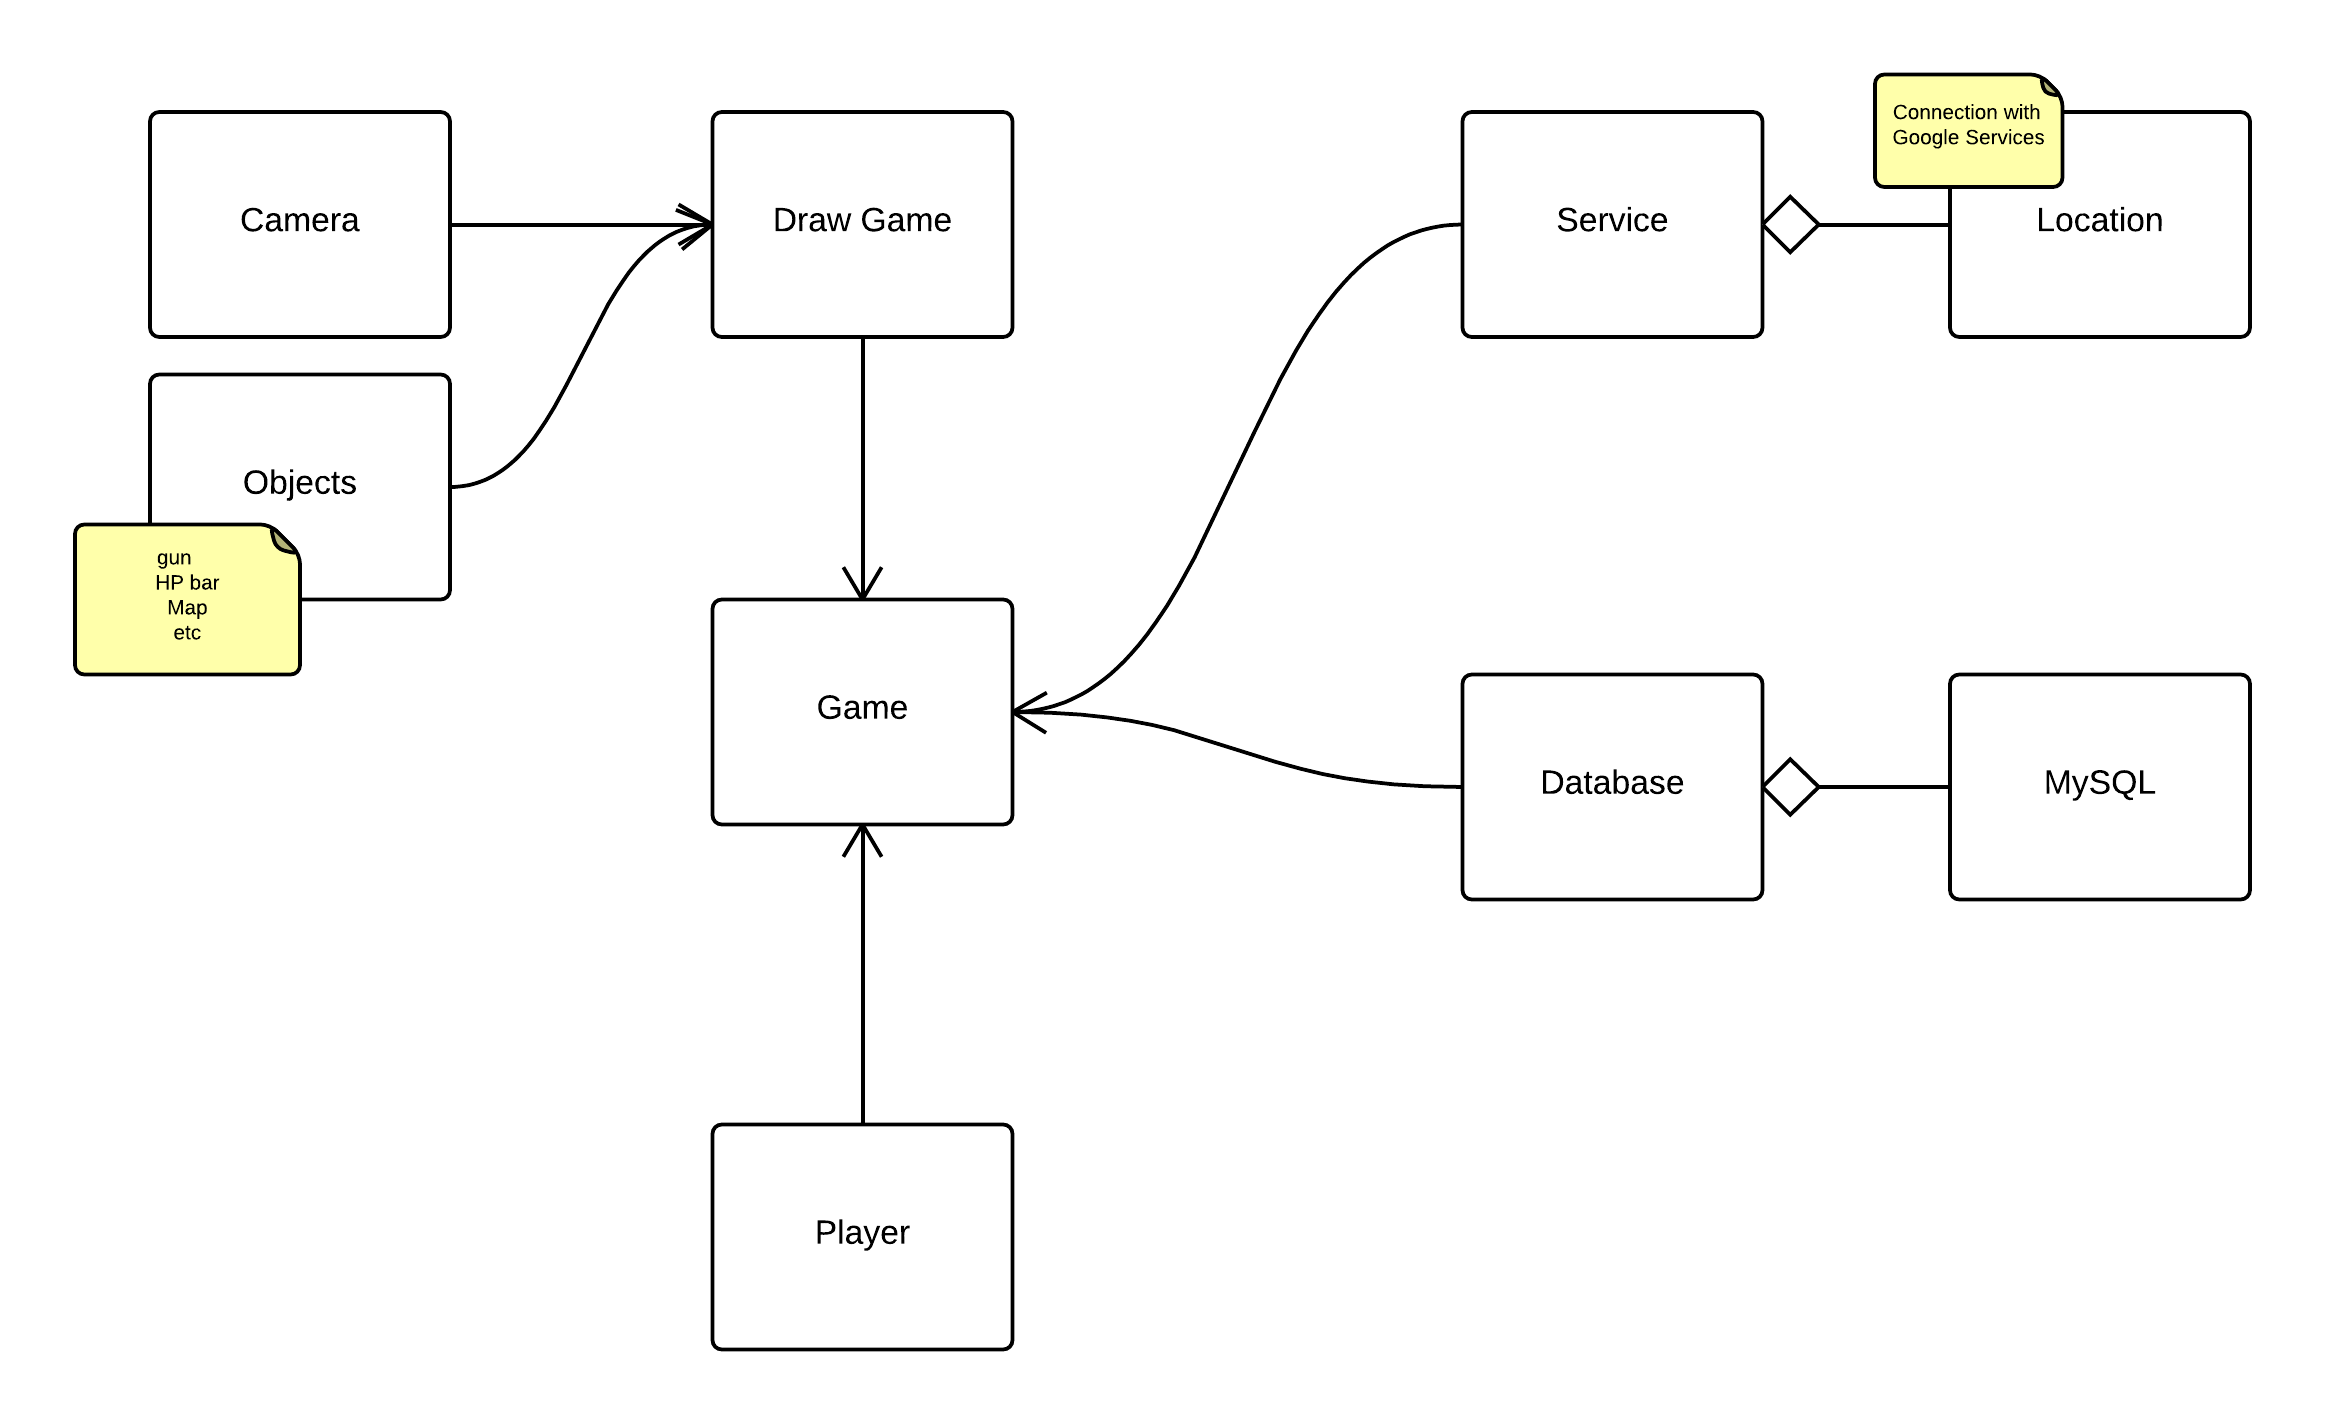 Connection with
Google Services
Camera
Draw Game
Service
Location
Objects
gun
HP bar
Map
etc
Game
Database
MySQL
Player